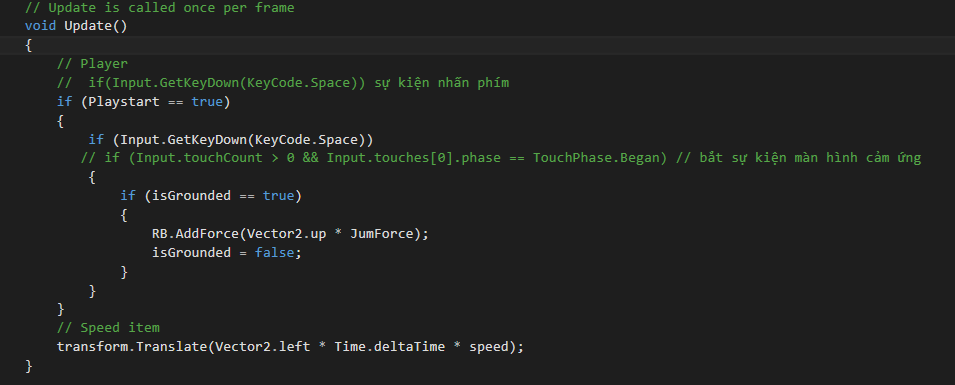 // Update is called once per frame
void Update()
{
// Player
//  if(Input.GetKeyDown(KeyCode.Space)) sự kiện nhấn phím
if (Playstart == true)
{
if (Input.GetKeyDown(KeyCode.Space))
// if (Input.touchCount > 0 && Input.touches[0].phase == TouchPhase.Began) // bắt sự kiện màn hình cảm ứng
{
if (isGrounded == true)
{
RB.AddForce(Vector2.up * JumForce);
isGrounded = false;
}
}
}
// Speed item
transform.Translate(Vector2.left * Time.deltaTime * speed);
}